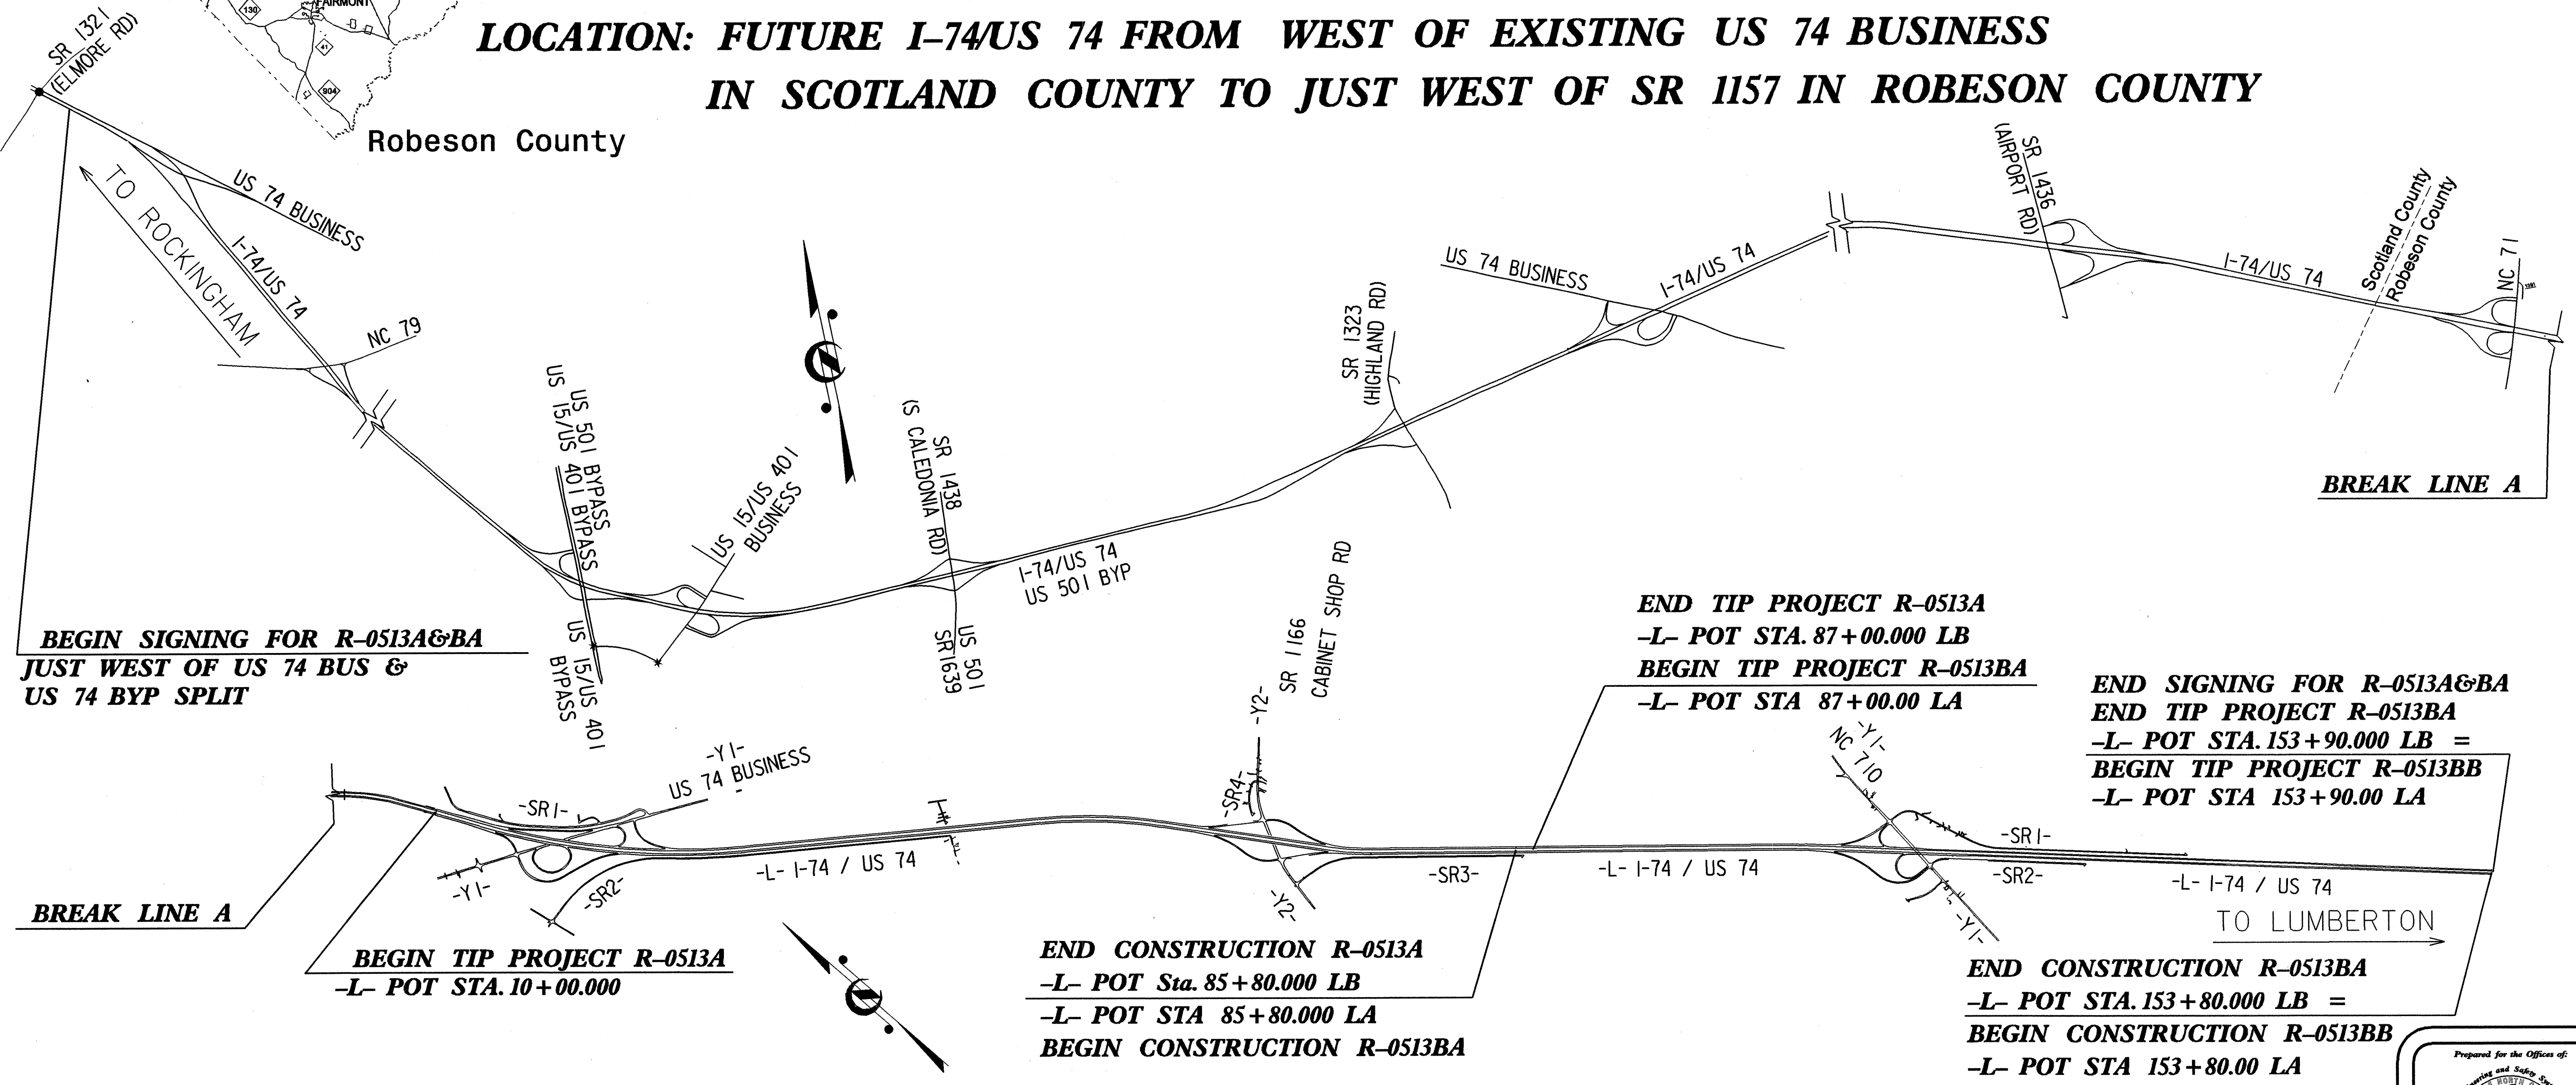 LOCATION: FUTURE I-74/US 74 FROM WEST OF EXISTING US 74 BUSINESS
IN SCOTLAND COUNTY TO JUST WEST OF SR 1157 IN ROBESON COUNTY
SR 1321
(ELMORE RD)
130
FAIRMONT
41
904
Robeson County
TO ROCKINGHAM
US 74 BUSINESS
I-74/US 74
NC 79
US 501 BYPASS
US 15/US 401 BYPASS
US 15/US 401
BUSINESS
US 15/US 401
BYPASS
SR 1438
(S CALEDONIA RD)
US 501
SR1639
I-74/US 74
US 501 BYP
SR 1323
(HIGHLAND RD)
US 74 BUSINESS
I-74/US 74
SR 1436
(AIRPORT RD)
I-74/US 74
Scotland County
Robeson County
NC 71
BREAK LINE A
BEGIN SIGNING FOR R-0513A&BA
JUST WEST OF US 74 BUS &
US 74 BYP SPLIT
SR 1166
CABINET SHOP RD
END TIP PROJECT R-0513A
-L- POT STA. 87+00.000 LB
BEGIN TIP PROJECT R-0513BA
-L- POT STA 87+00.00 LA
END SIGNING FOR R-0513A&BA
END TIP PROJECT R-0513BA
-L- POT STA. 153+90.000 LB =
BEGIN TIP PROJECT R-0513BB
-L- POT STA 153+90.00 LA
-Y1-
US 74 BUSINESS
-SR1-
-Y1-
-SR2-
-L- I-74 / US 74
-Y2-
-SR4-
-Y2-
-SR3-
-L- I-74 / US 74
-Y1-
NC 710
-SR1-
-SR2-
-Y1-
-L- I-74 / US 74
TO LUMBERTON
BREAK LINE A
BEGIN TIP PROJECT R-0513A
-L- POT STA. 10+00.000
END CONSTRUCTION R-0513A
-L- POT Sta. 85+80.000 LB
-L- POT STA 85+80.000 LA
BEGIN CONSTRUCTION R-0513BA
END CONSTRUCTION R-0513BA
-L- POT STA. 153+80.000 LB =
BEGIN CONSTRUCTION R-0513BB
-L- POT STA 153+80.00 LA
Prepared for the Offices of: